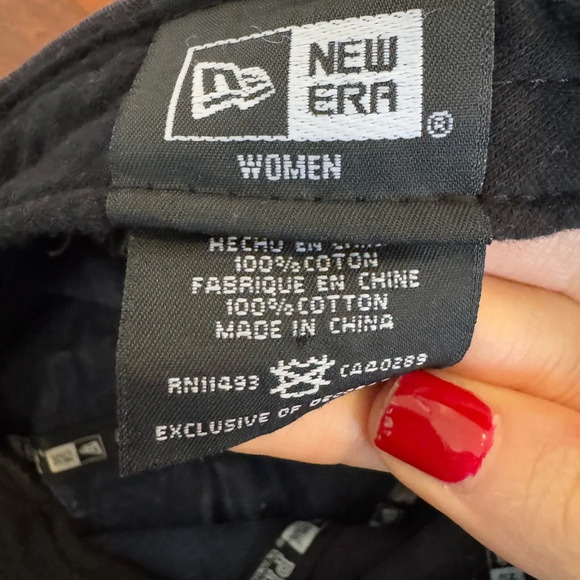 NEW
ERA®
WOMEN
HECHO EN
100% COTON
FABRIQUE EN CHINE
100% COTTON
MADE IN CHINA
RN11493 CA40289
EXCLUSIVE OF